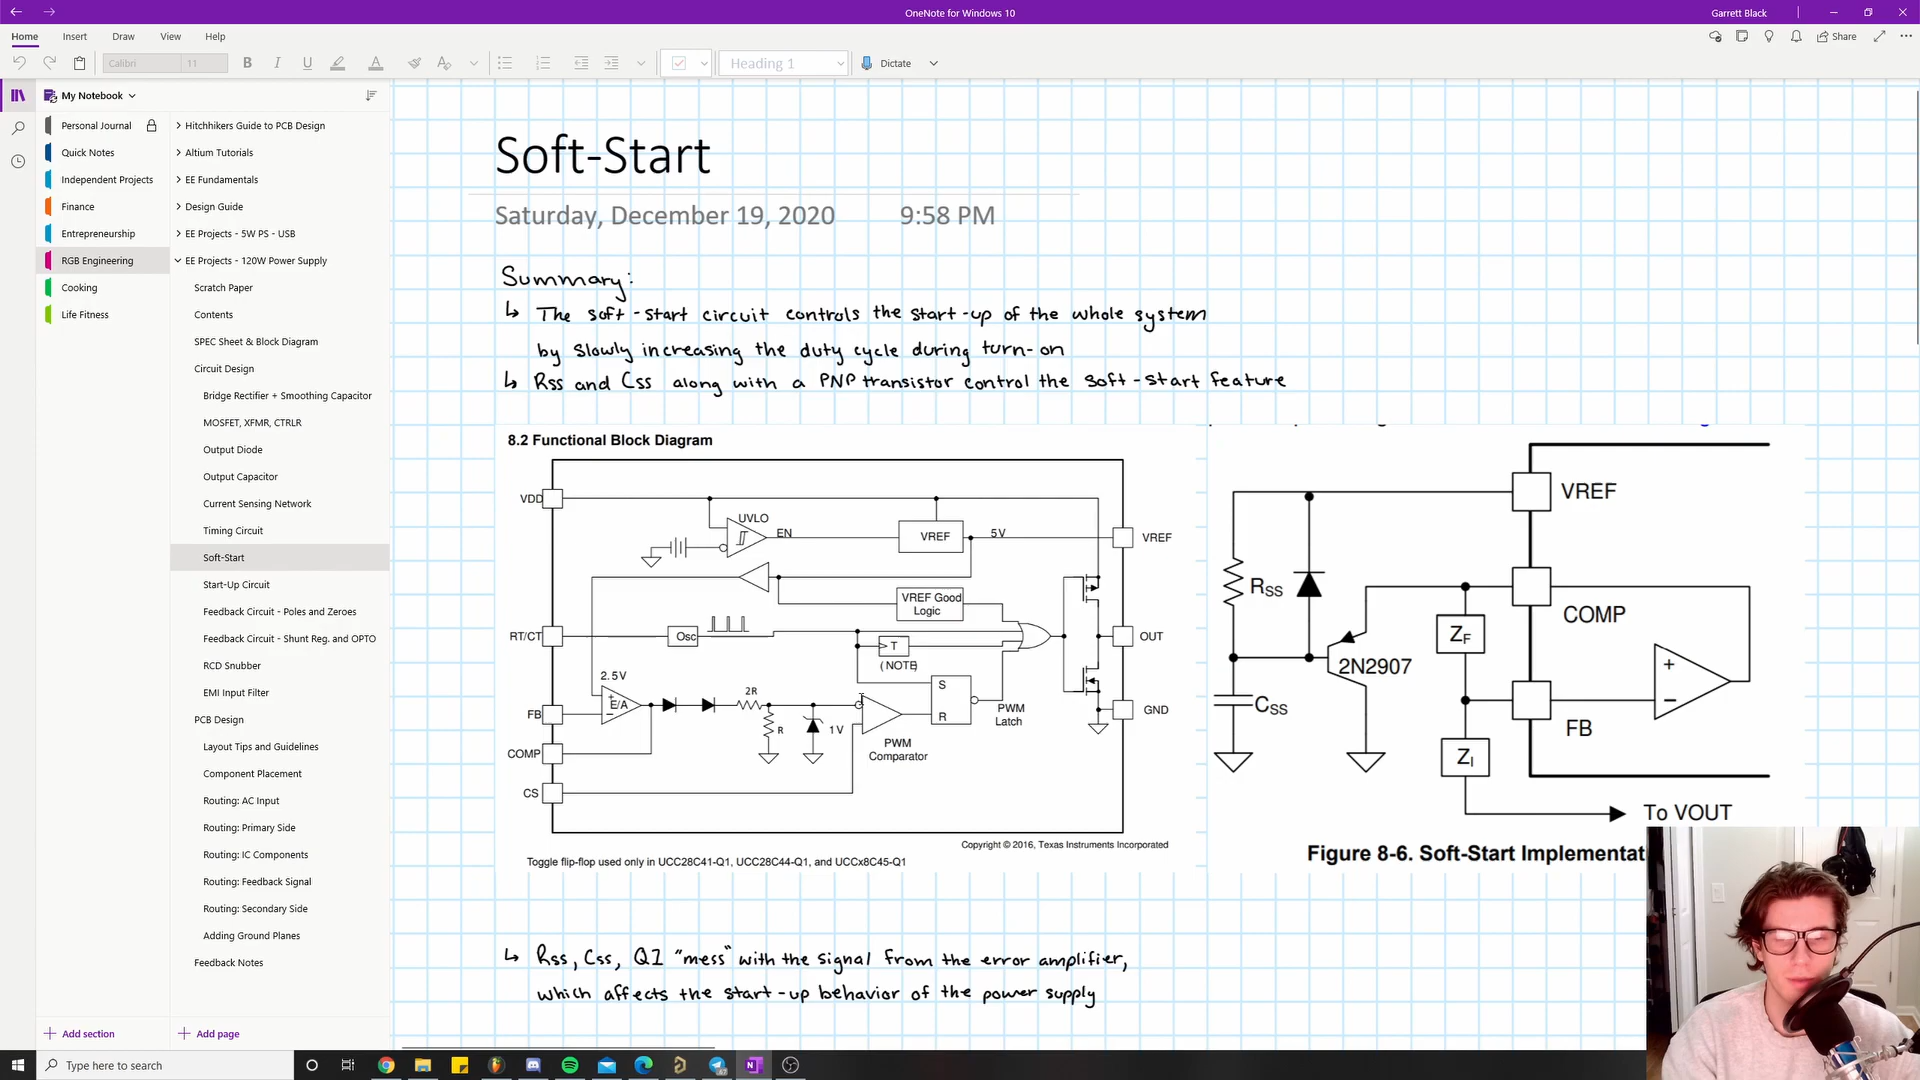 OneNote for Windows 10
Garrett Black
Home Insert Draw View Help
Share
Calibri 11
B I U A
Heading 1
Dictate
My Notebook
Personal Journal
Quick Notes
Independent Projects
Finance
Entrepreneurship
RGB Engineering
Cooking
Life Fitness
Add section
Hitchhikers Guide to PCB Design
Altium Tutorials
EE Fundamentals
Design Guide
EE Projects - 5W PS - USB
EE Projects - 120W Power Supply
Scratch Paper
Contents
SPEC Sheet & Block Diagram
Circuit Design
Bridge Rectifier + Smoothing Capacitor
MOSFET, XFMR, CTRLR
Output Diode
Output Capacitor
Current Sensing Network
Timing Circuit
Soft-Start
Start-Up Circuit
Feedback Circuit - Poles and Zeroes
Feedback Circuit - Shunt Reg. and OPTO
RCD Snubber
EMI Input Filter
PCB Design
Layout Tips and Guidelines
Component Placement
Routing: AC Input
Routing: Primary Side
Routing: IC Components
Routing: Feedback Signal
Routing: Secondary Side
Adding Ground Planes
Feedback Notes
Add page
Soft-Start
Saturday, December 19, 2020 9:58 PM
Summary:
↳ The soft-start circuit controls the start-up of the whole system
by slowly increasing the duty cycle during turn-on
↳ Rss and Css along with a PNP transistor control the soft-start feature
8.2 Functional Block Diagram
VDD
UVLO
EN
VREF
5V
VREF
VREF Good
Logic
RT/CT
Osc
T
(NOTE)
OUT
2.5V
E/A
+
−
FB
2R
R
1V
S
R
PWM
Comparator
PWM
Latch
GND
COMP
CS
Copyright © 2016, Texas Instruments Incorporated
Toggle flip-flop used only in UCC28C41-Q1, UCC28C44-Q1, and UCCx8C45-Q1
VREF
RSS
COMP
ZF
2N2907
+
−
CSS
FB
ZI
To VOUT
Figure 8-6. Soft-Start
↳ Rss, Css, Q1 "mess" with the signal from the error amplifier,
which affects the start-up behavior of the power supply
Type here to search